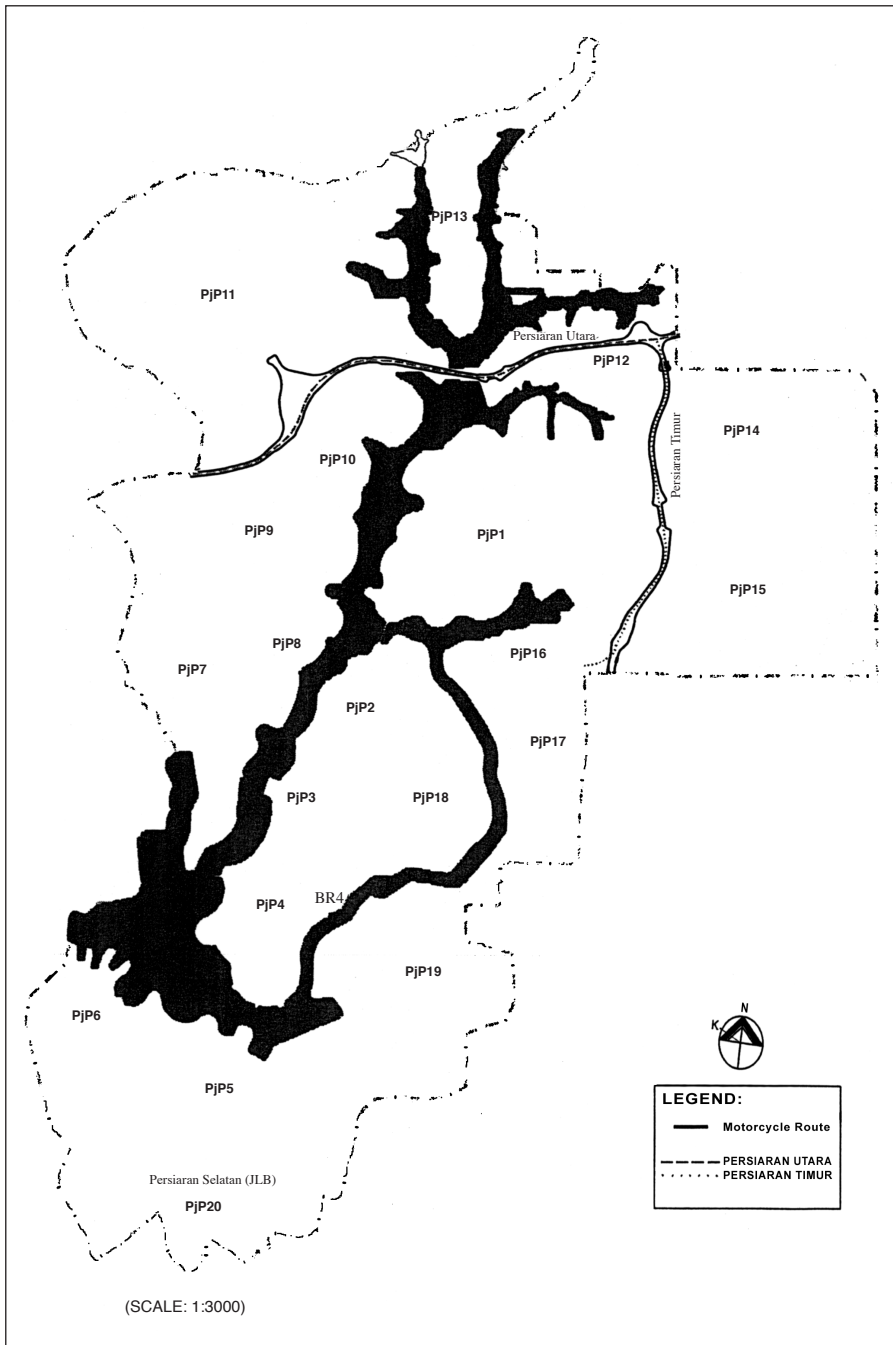 PjP13
PjP11
Persiaran Utara
PjP12
PjP14
Persiaran Timur
PjP10
PjP9
PjP1
PjP15
PjP8
PjP16
PjP7
PjP2
PjP17
PjP3
PjP18
PjP4
BR4
PjP19
PjP6
N
K
PjP5
LEGEND:
Motorcycle Route
PERSIARAN UTARA
PERSIARAN TIMUR
Persiaran Selatan (JLB)
PjP20
(SCALE: 1:3000)